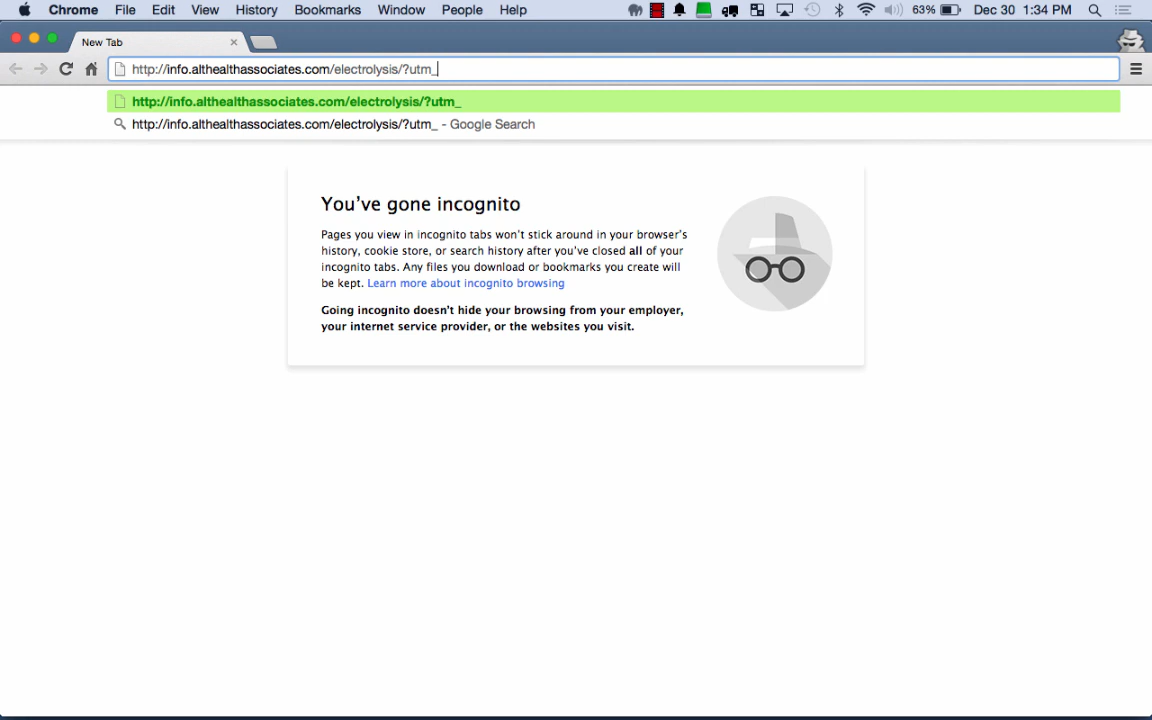 Chrome File Edit View History Bookmarks Window People Help 63% Dec 30 1:34 PM
New Tab
http://info.althealthassociates.com/electrolysis/?utm_
http://info.althealthassociates.com/electrolysis/?utm_
http://info.althealthassociates.com/electrolysis/?utm_ - Google Search
You've gone incognito
Pages you view in incognito tabs won't stick around in your browser's
history, cookie store, or search history after you've closed all of your
incognito tabs. Any files you download or bookmarks you create will
be kept. Learn more about incognito browsing
Going incognito doesn't hide your browsing from your employer,
your internet service provider, or the websites you visit.